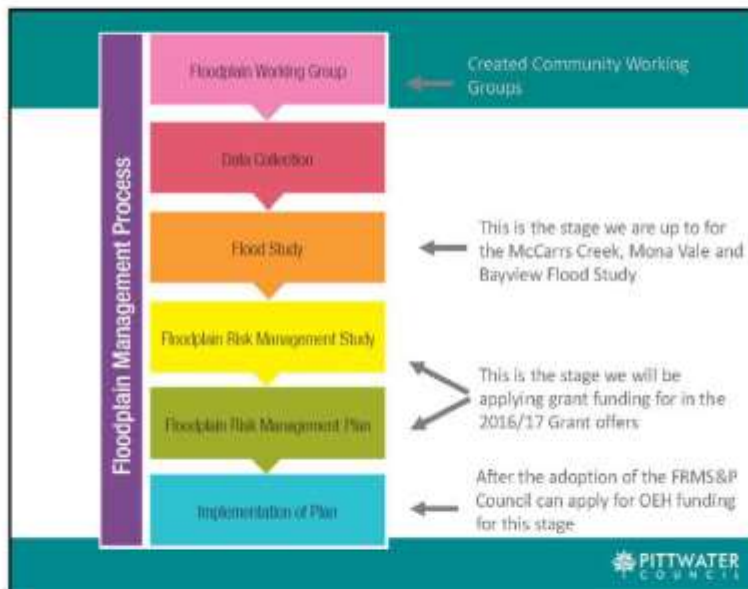 Floodplain Management Process
Floodplain Working Group
Created Community Working
Groups
Data Collection
Flood Study
This is the stage we are up to for
the McCarrs Creek, Mona Vale and
Bayview Flood Study
Floodplain Risk Management Study
This is the stage we will be
applying grant funding for in the
2016/17 Grant offers
Floodplain Risk Management Plan
After the adoption of the FRMS&P
Council can apply for OEH funding
for this stage
Implementation of Plan
PITTWATER
COUNCIL